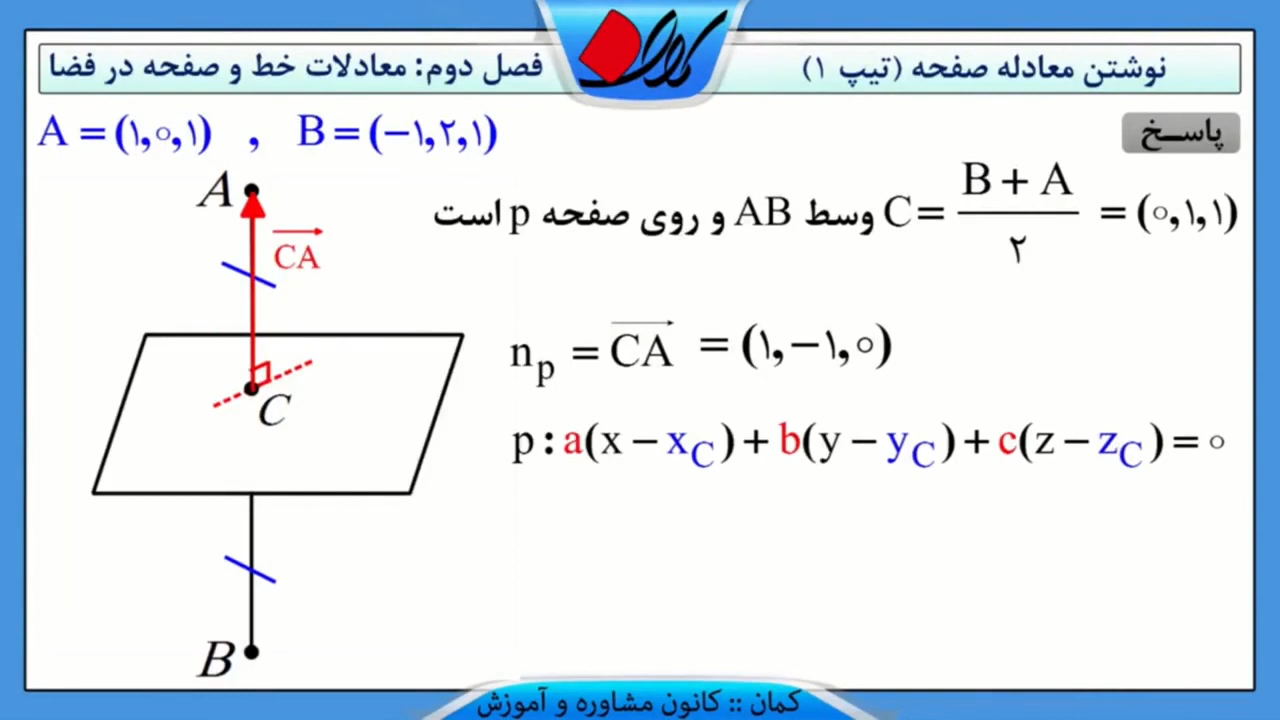 نوشتن معادله صفحه (تیپ ۱)
فصل دوم: معادلات خط و صفحه در فضا
کمان
پاسـخ
A = (۱,۰,۱) , B = (−۱,۲,۱)
C = (B + A)/۲ = (۰,۱,۱) وسط AB و روی صفحه p است
n_p = CA = (۱,−۱,۰)
p : a(x − x_C) + b(y − y_C) + c(z − z_C) = ۰
A
CA
C
B
کمان :: کانون مشاوره و آموزش